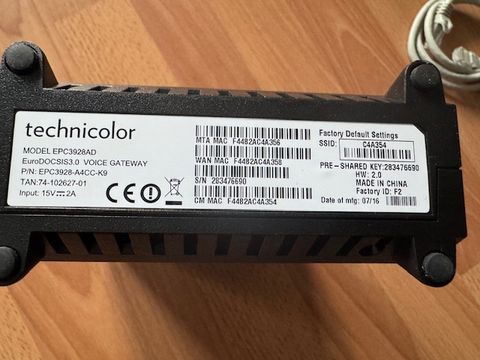 technicolor
MODEL EPC3928AD
EuroDOCSIS3.0 VOICE GATEWAY
P/N: EPC3928-A4CC-K9
TAN:74-102627-01
Input: 15V⎓2A
CE
MTA MAC F4482AC4A356
WAN MAC F4482AC4A358
S/N 283476690
CM MAC F4482AC4A354
Factory Default Settings
SSID: C4A354
PRE-SHARED KEY:283476690
HW: 2.0
MADE IN CHINA
Factory ID: F2
Date of mfg: 07/16